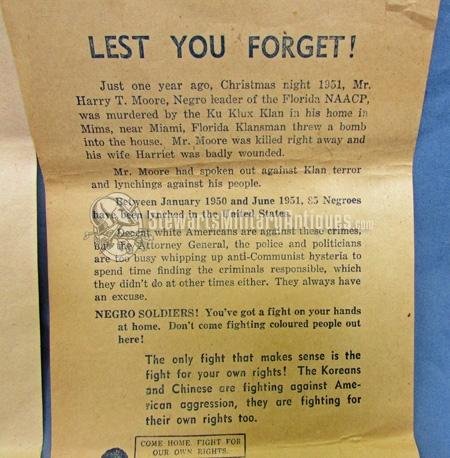 LEST YOU FORGET!
Just one year ago, Christmas night 1951, Mr.
Harry T. Moore, Negro leader of the Florida NAACP,
was murdered by the Ku Klux Klan in his home in
Mims, near Miami, Florida Klansman threw a bomb
into the house. Mr. Moore was killed right away and
his wife Harriet was badly wounded.
Mr. Moore had spoken out against Klan terror
and lynchings against his people.
Between January 1950 and June 1951, 85 Negroes
have been lynched in the United States.
StewartsMilitaryAntiques.com
Decent white Americans are against these crimes,
but the Attorney General, the police and politicians
are too busy whipping up anti-Communist hysteria to
spend time finding the criminals responsible, which
they didn't do at other times either. They always have
an excuse.
NEGRO SOLDIERS! You've got a fight on your hands
at home. Don't come fighting coloured people out
here!
The only fight that makes sense is the
fight for your own rights! The Koreans
and Chinese are fighting against Ame-
rican aggression, they are fighting for
their own rights too.
COME HOME FIGHT FOR
OUR OWN RIGHTS.